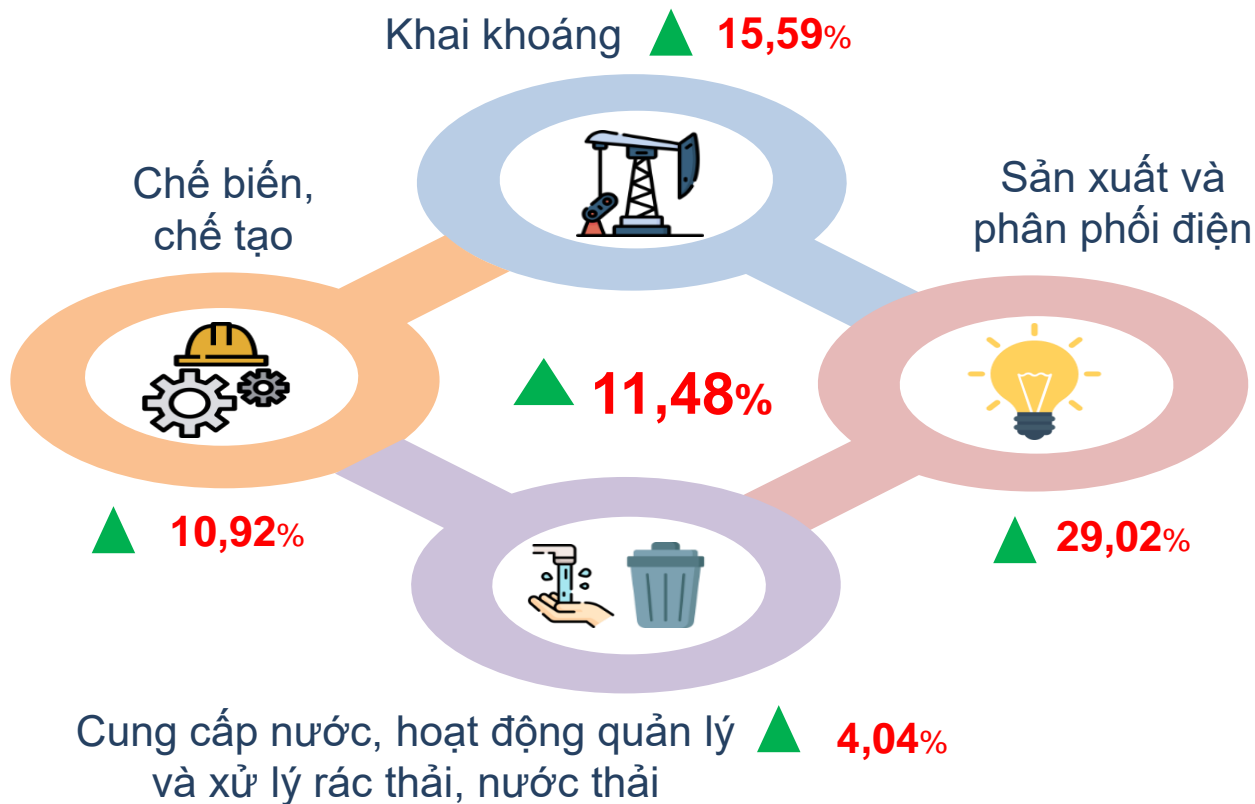 Khai khoáng 15,59%
Chế biến,
chế tạo
Sản xuất và
phân phối điện
11,48%
10,92%
29,02%
Cung cấp nước, hoạt động quản lý
và xử lý rác thải, nước thải
4,04%